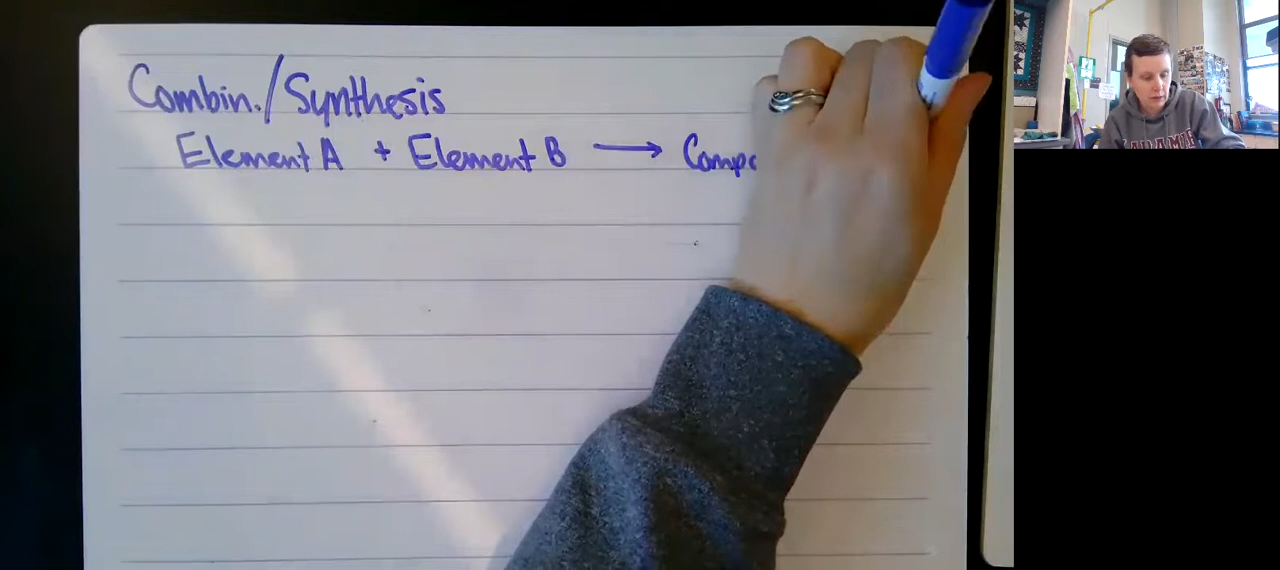 Combin./Synthesis
Element A + Element B → Compo